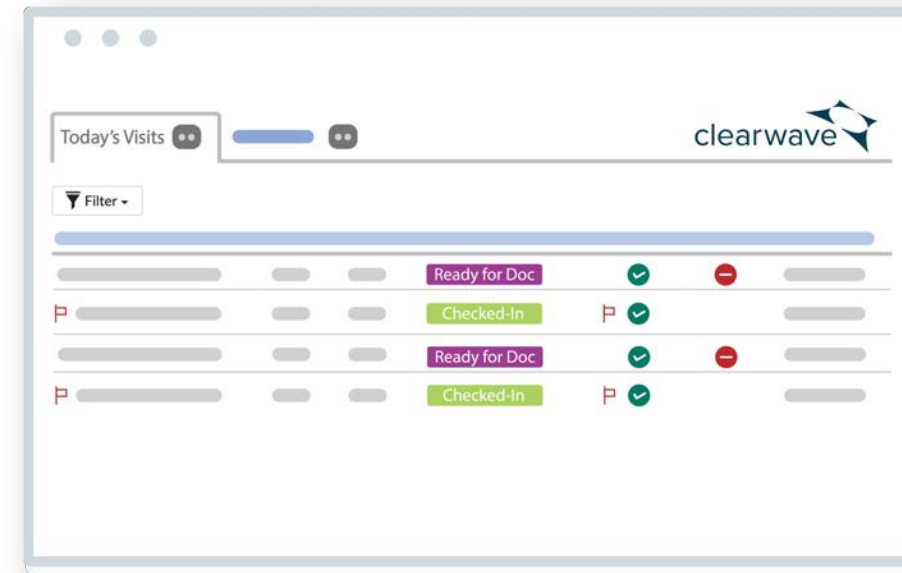 Today's Visits
clearwave
Filter
Ready for Doc
Checked-In
Ready for Doc
Checked-In